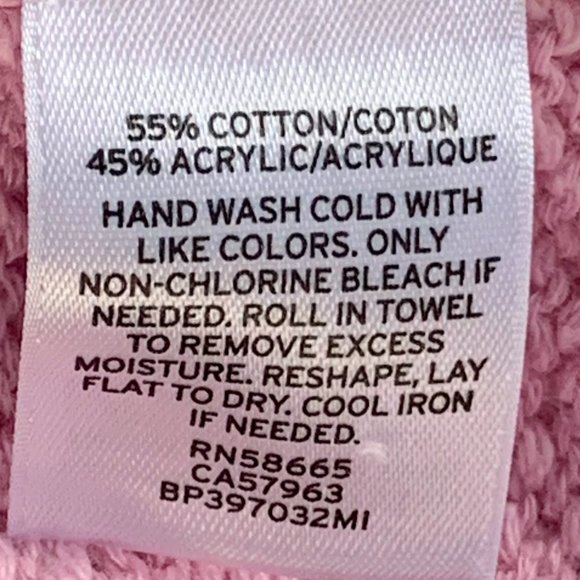 55% COTTON/COTON
45% ACRYLIC/ACRYLIQUE
HAND WASH COLD WITH
LIKE COLORS. ONLY
NON-CHLORINE BLEACH IF
NEEDED. ROLL IN TOWEL
TO REMOVE EXCESS
MOISTURE. RESHAPE, LAY
FLAT TO DRY. COOL IRON
IF NEEDED.
RN58665
CA57963
BP397032MI